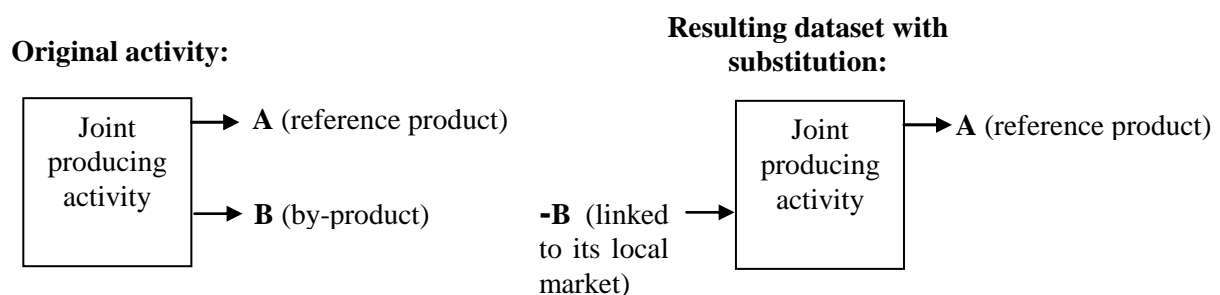 Original activity:
Joint
producing
activity
A (reference product)
B (by-product)
Resulting dataset with
substitution:
-B (linked
to its local
market)
Joint
producing
activity
A (reference product)